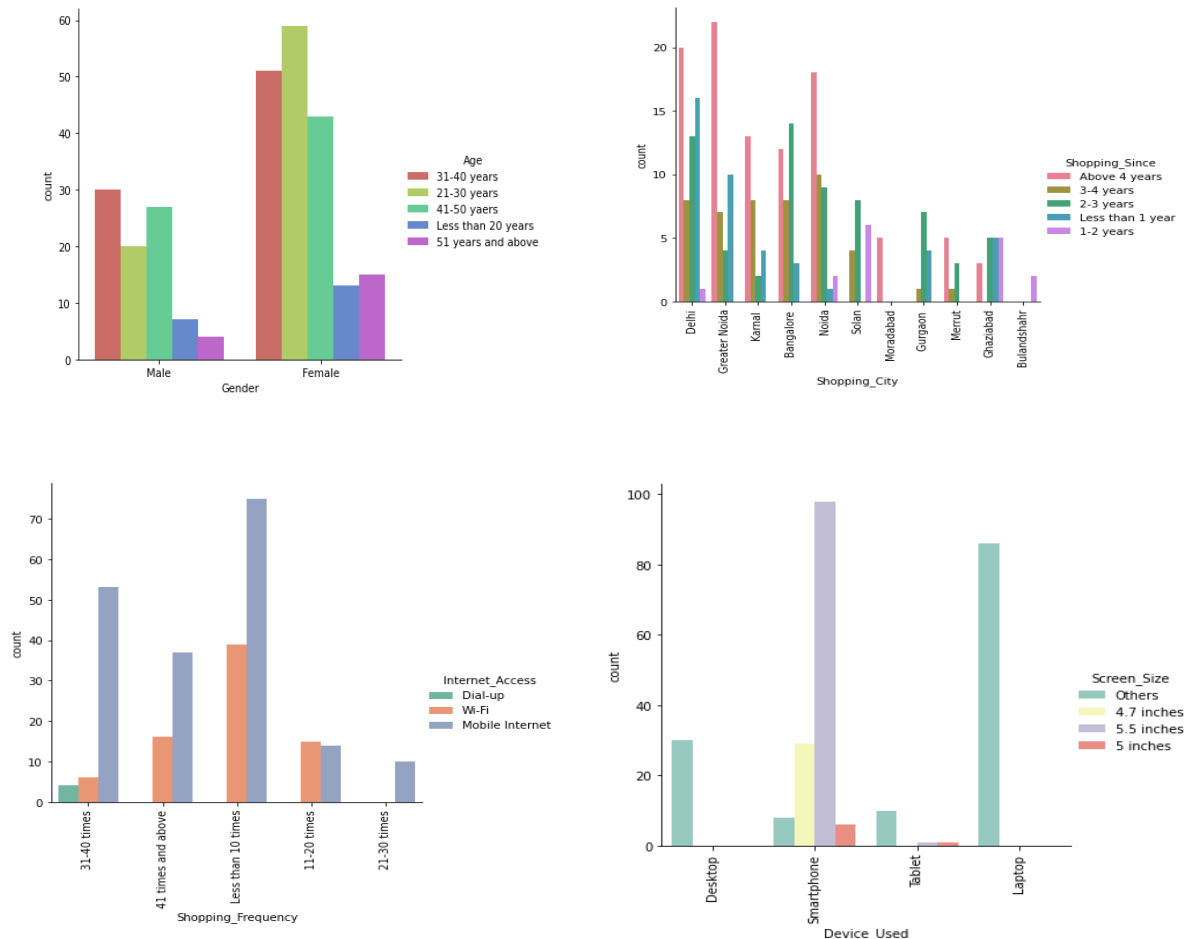 60
50
40
30
20
10
0
count
Male
Female
Gender
Age
31-40 years
21-30 years
41-50 yaers
Less than 20 years
51 years and above
20
15
10
5
0
count
Delhi
Greater Noida
Karnal
Bangalore
Noida
Solan
Moradabad
Gurgaon
Merrut
Ghaziabad
Bulandshahr
Shopping_City
Shopping_Since
Above 4 years
3-4 years
2-3 years
Less than 1 year
1-2 years
70
60
50
40
30
20
10
0
count
31-40 times
41 times and above
Less than 10 times
11-20 times
21-30 times
Shopping_Frequency
Internet_Access
Dial-up
Wi-Fi
Mobile Internet
100
80
60
40
20
0
count
Desktop
Smartphone
Tablet
Laptop
Device_Used
Screen_Size
Others
4.7 inches
5.5 inches
5 inches